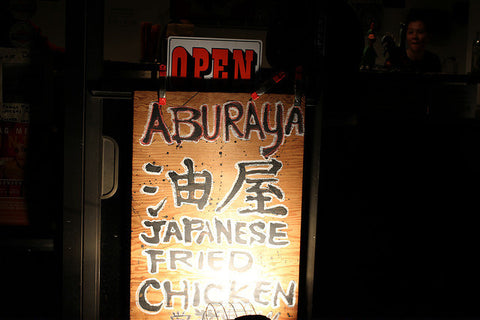 OPEN
ABURAYA
油屋
JAPANESE
FRIED
CHICKEN